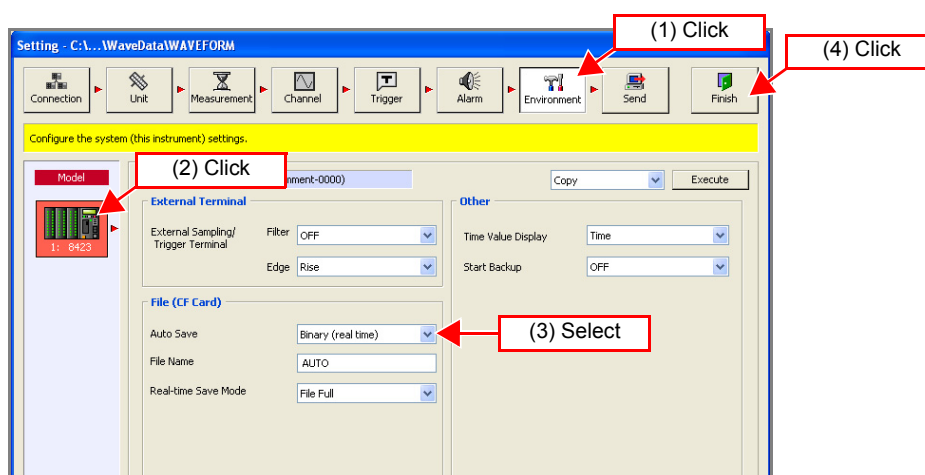 (1) Click
(4) Click
Setting - C:\...\WaveData\WAVEFORM
Connection
Unit
Measurement
Channel
Trigger
Alarm
Environment
Send
Finish
Configure the system (this instrument) settings.
Model
(2) Click
nment-0000)
Copy
Execute
1: 8423
External Terminal
External Sampling/
Trigger Terminal
Filter
OFF
Edge
Rise
Other
Time Value Display
Time
Start Backup
OFF
File (CF Card)
Auto Save
Binary (real time)
(3) Select
File Name
AUTO
Real-time Save Mode
File Full